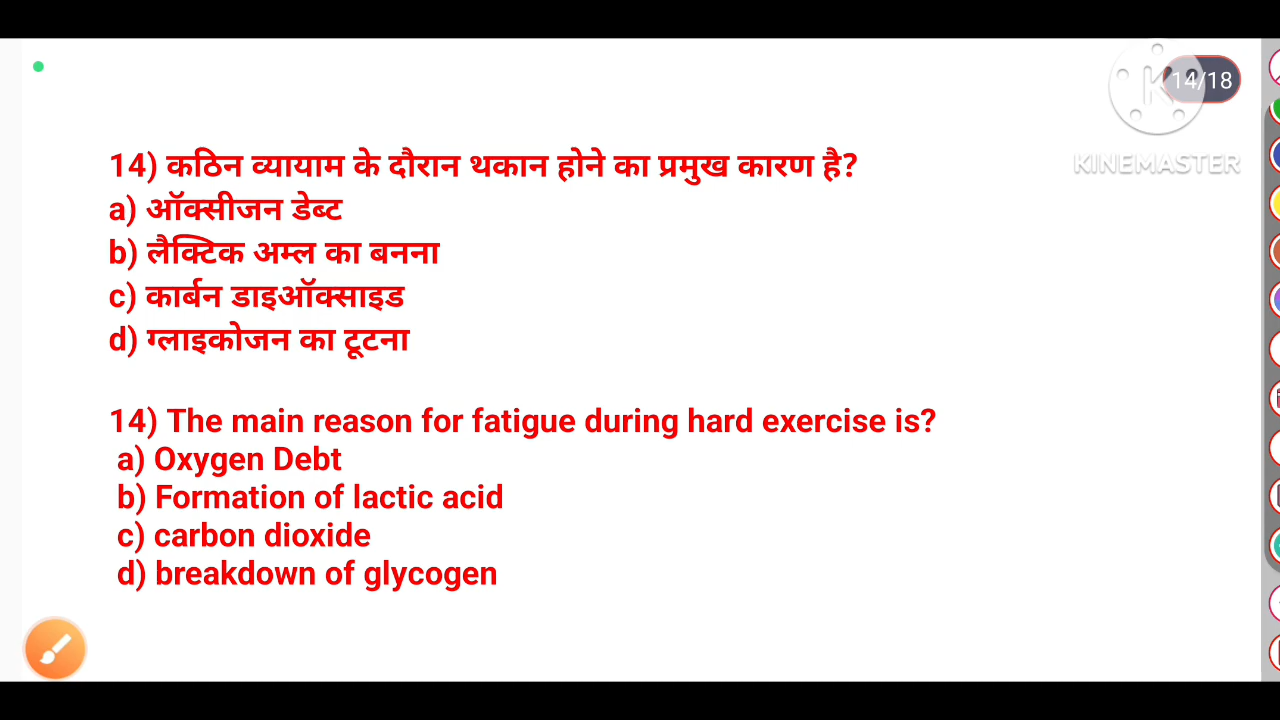 14/18
KINEMASTER
14) कठिन व्यायाम के दौरान थकान होने का प्रमुख कारण है?
a) ऑक्सीजन डेब्ट
b) लैक्टिक अम्ल का बनना
c) कार्बन डाइऑक्साइड
d) ग्लाइकोजन का टूटना
14) The main reason for fatigue during hard exercise is?
a) Oxygen Debt
b) Formation of lactic acid
c) carbon dioxide
d) breakdown of glycogen